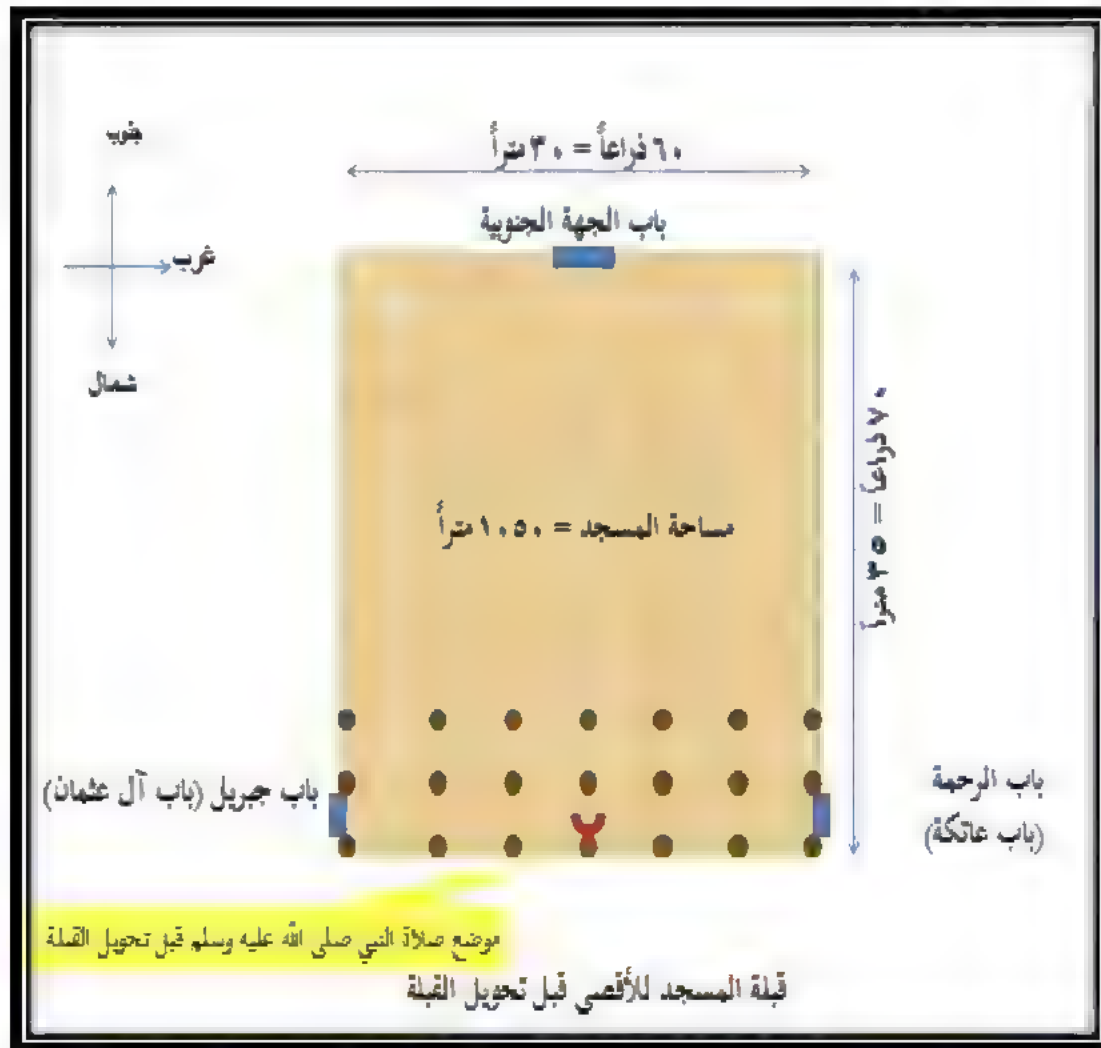 جنوب
٦٠ ذراعاً = ٣٠ متراً
باب الجهة الجنوبية
غرب
شمال
٧٠ ذراعاً = ٣٥ متراً
مساحة المسجد = ١٠٥٠ متراً
باب الرحمة
(باب عاتكة)
باب جبريل (باب آل عثمان)
موضع صلاة النبي صلى الله عليه وسلم قبل تحويل القبلة
قبلة المسجد للأقصى قبل تحويل القبلة